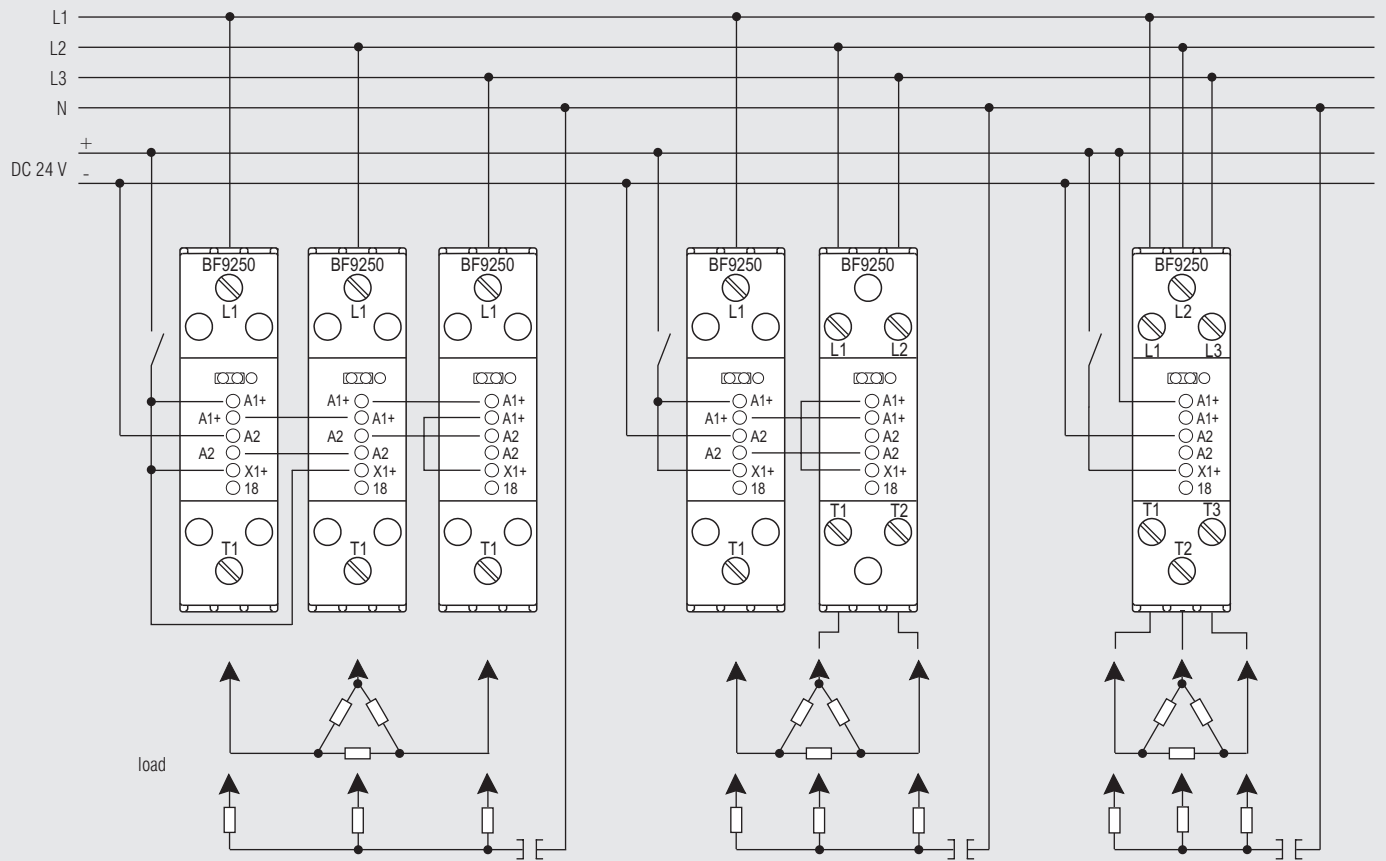 L1
L2
L3
N
+
DC 24 V
-
BF9250 BF9250 BF9250 BF9250 BF9250 BF9250
L1 L1 L1 L1 L2
L1 L2 L1 L3
A1+ A1+ A1+ A1+ A1+ A1+
A1+ A1+ A1+ A1+ A1+
A2 A2 A2 A2 A2 A2
A2 A2 A2 A2 A2
X1+ X1+ X1+ X1+ X1+ X1+
18 18 18 18 18 18
T1 T2 T1 T3
T1 T1 T1 T1 T2
load